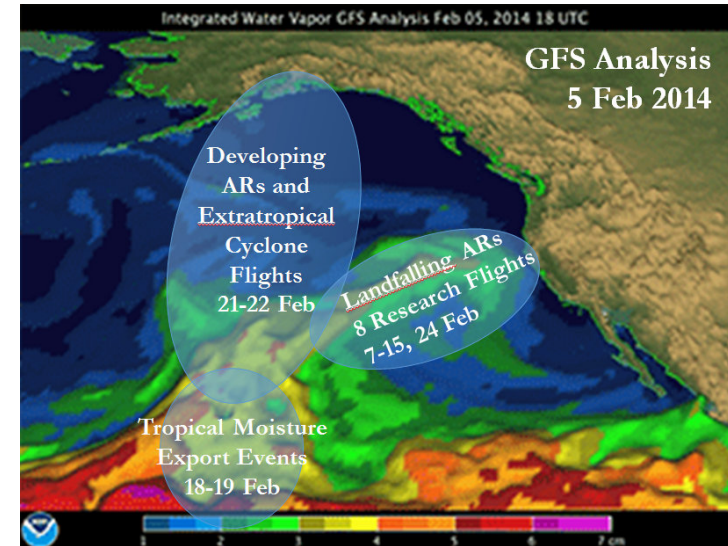 Integrated Water Vapor GFS Analysis Feb 05, 2014 18 UTC
GFS Analysis
5 Feb 2014
Developing
ARs and
Extratropical
Cyclone
Flights
21-22 Feb
Landfalling ARs
8 Research Flights
7-15, 24 Feb
Tropical Moisture
Export Events
18-19 Feb
1 2 3 4 5 6 7 cm